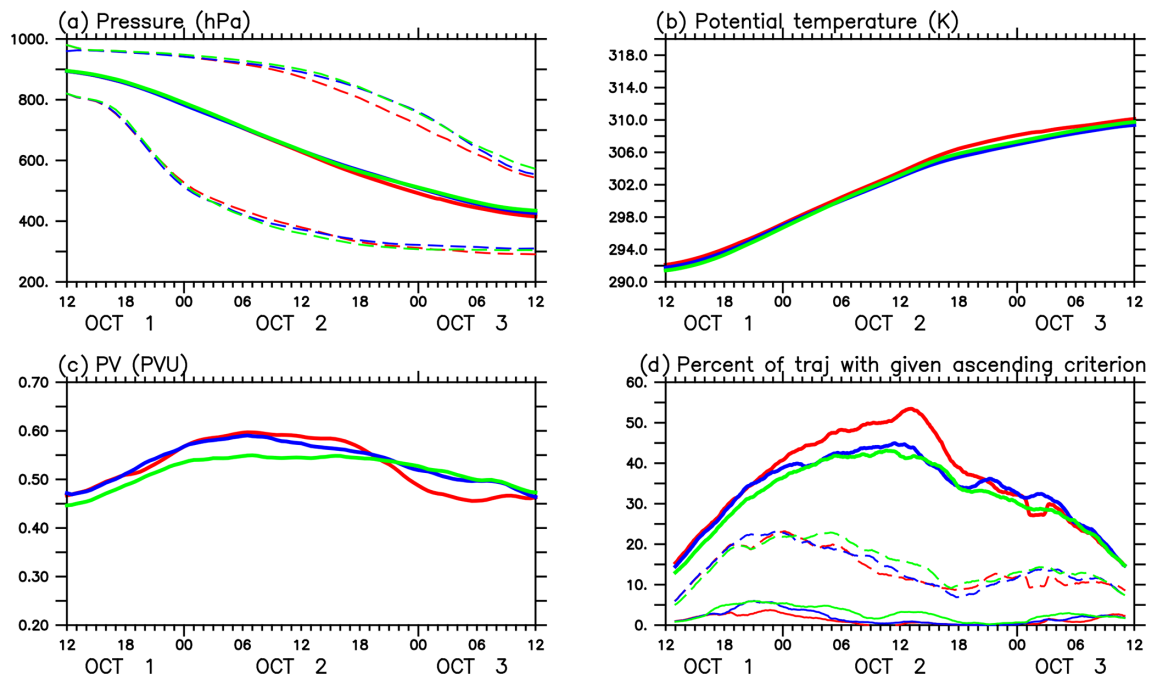 (a) Pressure (hPa)
1000.
800.
600.
400.
200.
12 18 00 06 12 18 00 06 12
OCT 1 OCT 2 OCT 3
(b) Potential temperature (K)
318.0
314.0
310.0
306.0
302.0
298.0
294.0
290.0
12 18 00 06 12 18 00 06 12
OCT 1 OCT 2 OCT 3
(c) PV (PVU)
0.70
0.60
0.50
0.40
0.30
0.20
12 18 00 06 12 18 00 06 12
OCT 1 OCT 2 OCT 3
(d) Percent of traj with given ascending criterion
60.
50.
40.
30.
20.
10.
0.
12 18 00 06 12 18 00 06 12
OCT 1 OCT 2 OCT 3